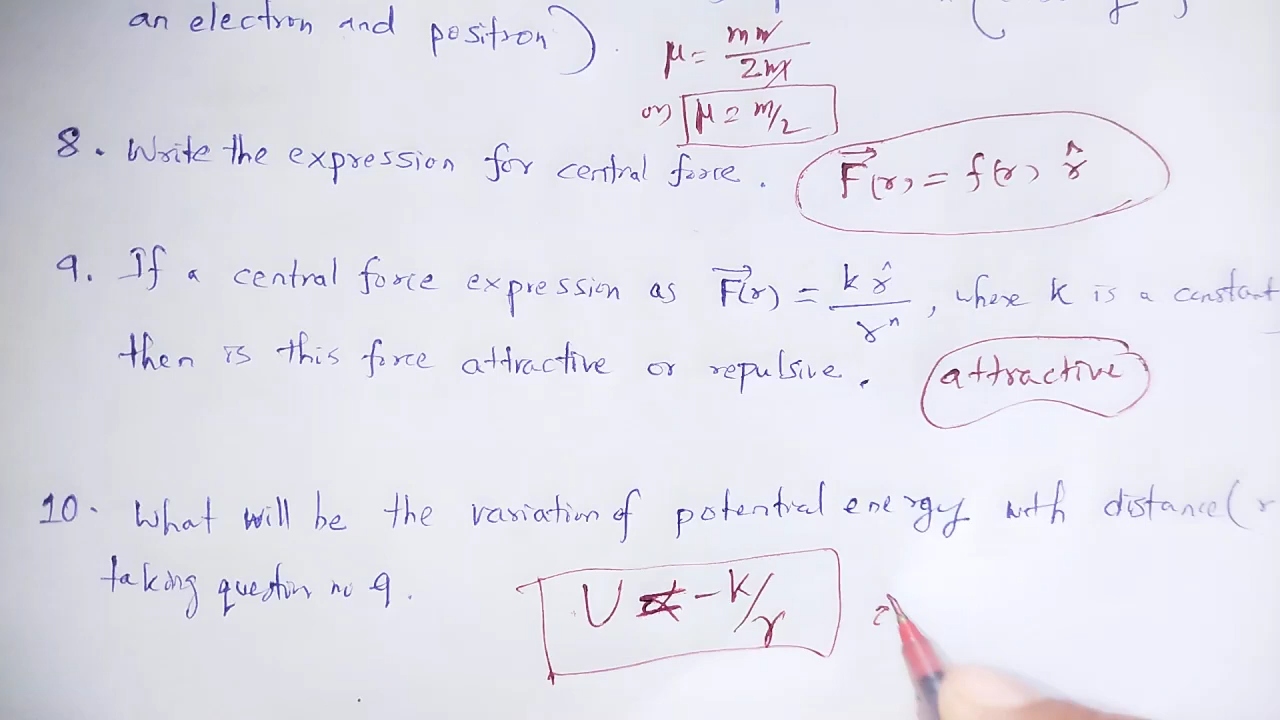 an electron and positron).
μ = mm/2m
or) μ = m/2
8. Write the expression for central force. F⃗(r) = f(r) r̂
9. If a central force expression as F⃗(r) = k r̂/rⁿ, where k is a constant
then is this force attractive or repulsive. attractive
10. What will be the variation of potential energy with distance(r
taking question no 9.
U = -k/r